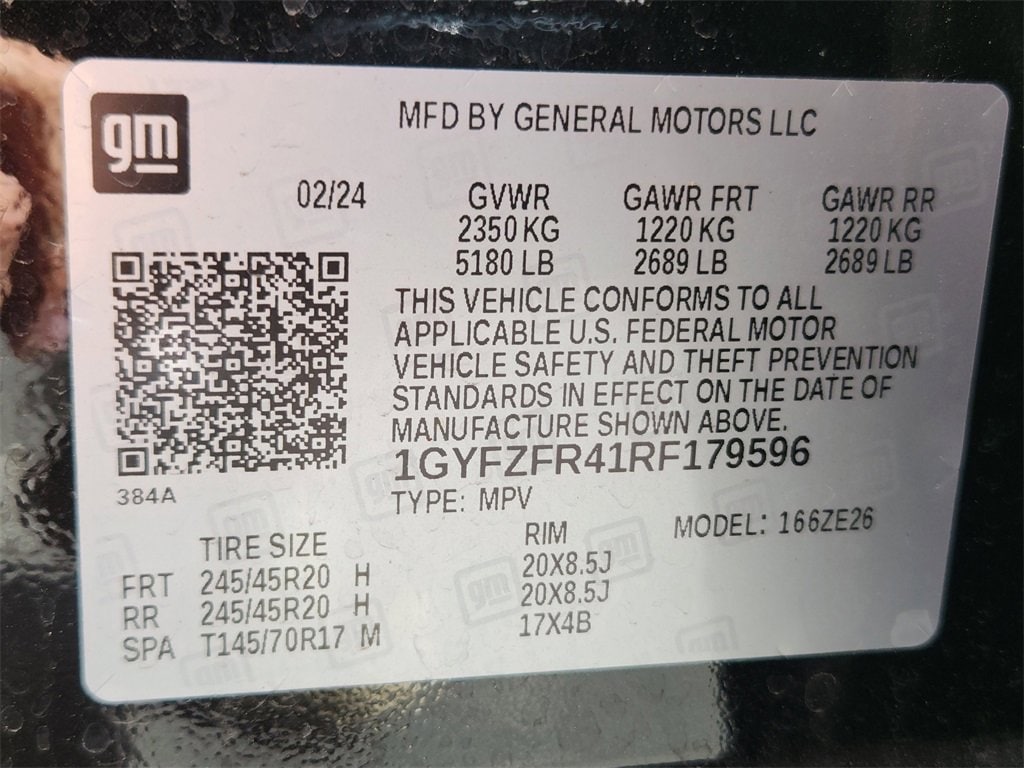 gm
MFD BY GENERAL MOTORS LLC
02/24 GVWR GAWR FRT GAWR RR
2350 KG 1220 KG 1220 KG
5180 LB 2689 LB 2689 LB
THIS VEHICLE CONFORMS TO ALL
APPLICABLE U.S. FEDERAL MOTOR
VEHICLE SAFETY AND THEFT PREVENTION
STANDARDS IN EFFECT ON THE DATE OF
MANUFACTURE SHOWN ABOVE.
1GYFZFR41RF179596
384A
TYPE: MPV
MODEL: 166ZE26
TIRE SIZE RIM
FRT 245/45R20 H 20X8.5J
RR 245/45R20 H 20X8.5J
SPA T145/70R17 M 17X4B